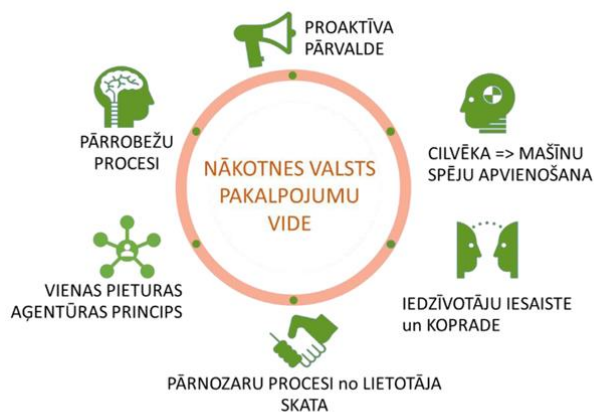 PROAKTĪVA
PĀRVALDE
PĀRROBEŽU
PROCESI
CILVĒKA => MAŠĪNU
SPĒJU APVIENOŠANA
NĀKOTNES VALSTS
PAKALPOJUMU
VIDE
VIENAS PIETURAS
AĢENTŪRAS PRINCIPS
IEDZĪVOTĀJU IESAISTE
un KOPRADE
PĀRNOZARU PROCESI no LIETOTĀJA
SKATA